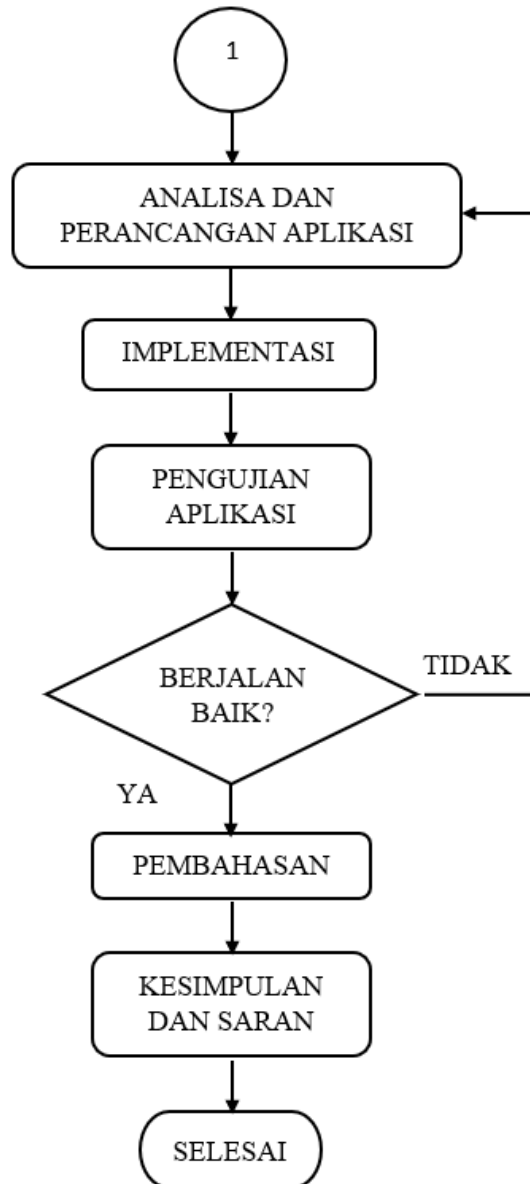 1
ANALISA DAN
PERANCANGAN APLIKASI
IMPLEMENTASI
PENGUJIAN
APLIKASI
BERJALAN
BAIK?
TIDAK
YA
PEMBAHASAN
KESIMPULAN
DAN SARAN
SELESAI